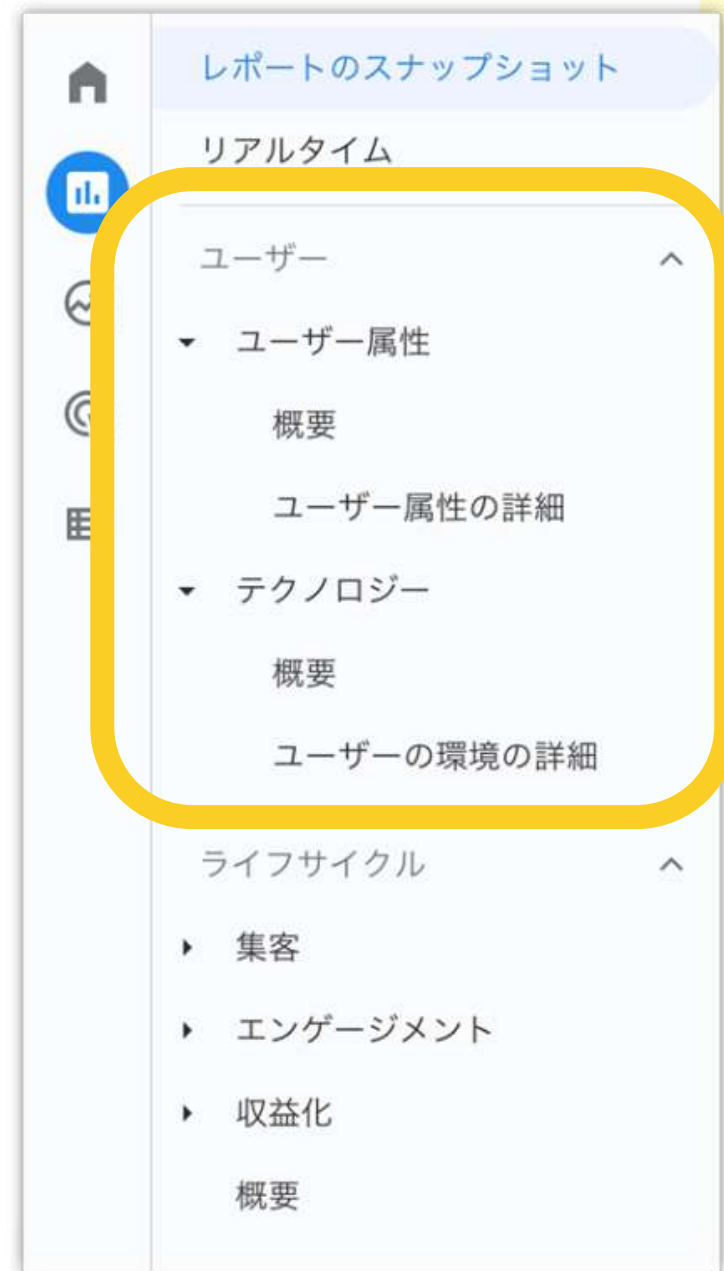 レポートのスナップショット
リアルタイム
ユーザー
ユーザー属性
概要
ユーザー属性の詳細
テクノロジー
概要
ユーザーの環境の詳細
ライフサイクル
集客
エンゲージメント
収益化
概要